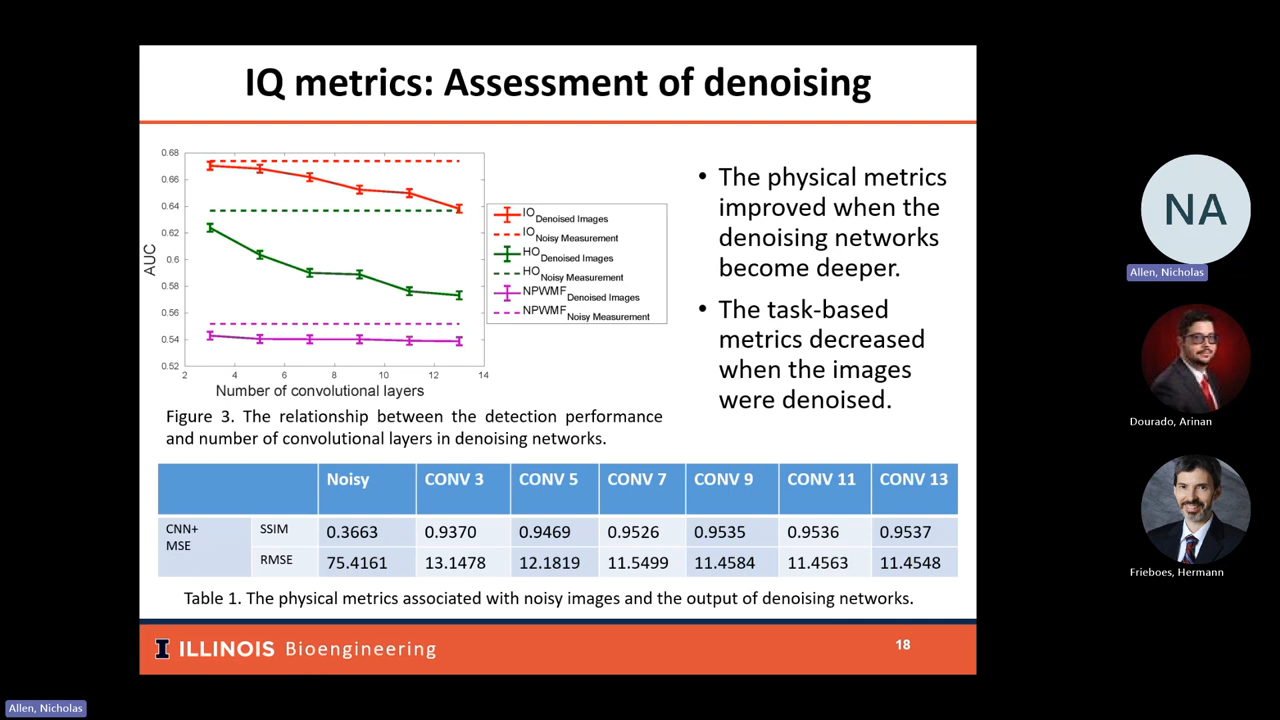 IQ metrics: Assessment of denoising
0.68
0.66
0.64
0.62
0.6
0.58
0.56
0.54
0.52
AUC
2
4
6
8
10
12
14
Number of convolutional layers
IO Denoised Images
IO Noisy Measurement
HO Denoised Images
HO Noisy Measurement
NPWMF Denoised Images
NPWMF Noisy Measurement
Figure 3. The relationship between the detection performance
and number of convolutional layers in denoising networks.
• The physical metrics
improved when the
denoising networks
become deeper.
• The task-based
metrics decreased
when the images
were denoised.
Noisy CONV 3 CONV 5 CONV 7 CONV 9 CONV 11 CONV 13
CNN+
MSE
SSIM 0.3663 0.9370 0.9469 0.9526 0.9535 0.9536 0.9537
RMSE 75.4161 13.1478 12.1819 11.5499 11.4584 11.4563 11.4548
Table 1. The physical metrics associated with noisy images and the output of denoising networks.
I ILLINOIS Bioengineering
18
NA
Allen, Nicholas
Dourado, Arinan
Frieboes, Hermann
Allen, Nicholas